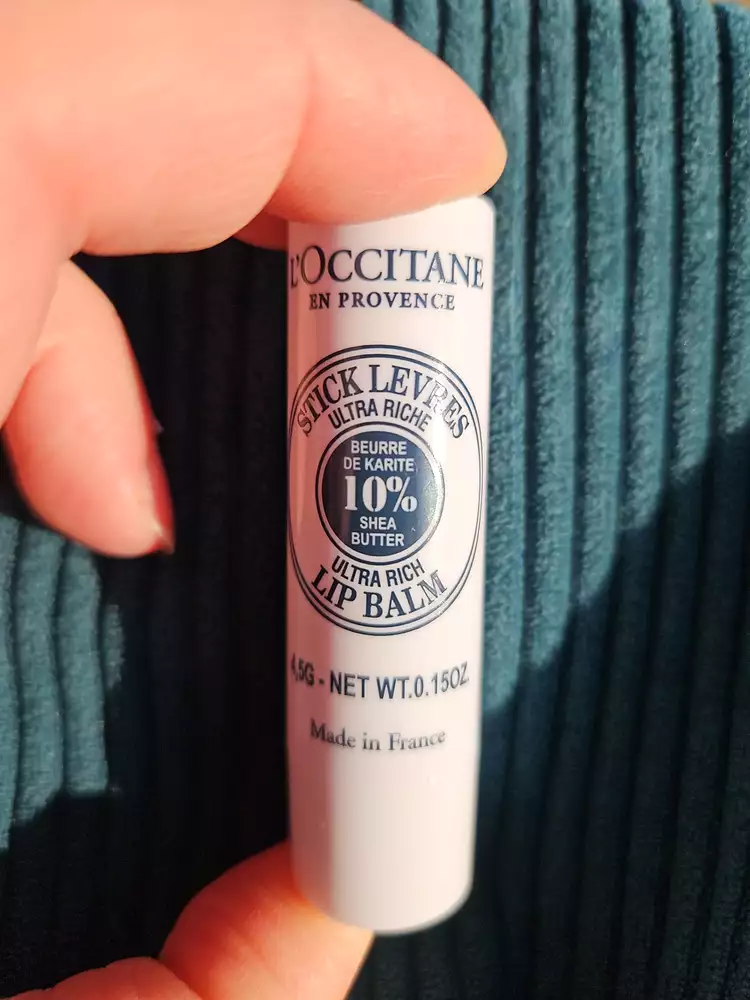 L'OCCITANE
EN PROVENCE
STICK LEVRES
ULTRA RICHE
BEURRE
DE KARITE
10%
SHEA
BUTTER
ULTRA RICH
LIP BALM
4,5G - NET WT.0.15OZ
Made in France